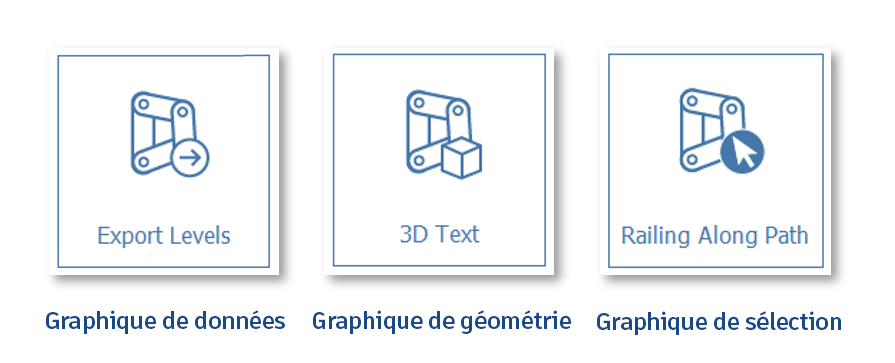 Export Levels
3D Text
Railing Along Path
Graphique de données
Graphique de géométrie
Graphique de sélection